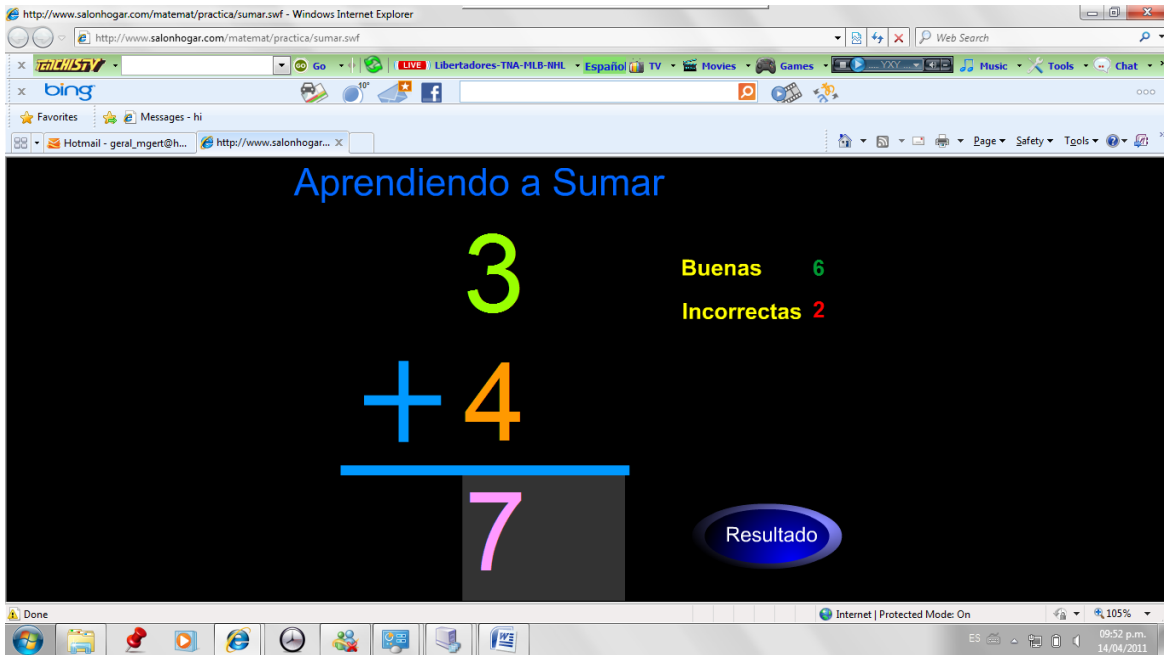 http://www.salonhogar.com/matemat/practica/sumar.swf - Windows Internet Explorer
http://www.salonhogar.com/matemat/practica/sumar.swf Web Search
x Go LIVE Libertadores-TNA-MLB-NHL Español TV Movies Games ..... YXY ..... Music Tools Chat
x bing 10°
Favorites Messages - hi
Hotmail - geral_mgert@h... http://www.salonhogar... X Page Safety Tools
Aprendiendo a Sumar
3
Buenas 6
Incorrectas 2
+ 4
7
Resultado
Done Internet | Protected Mode: On 105%
ES 09:52 p.m.
14/04/2011